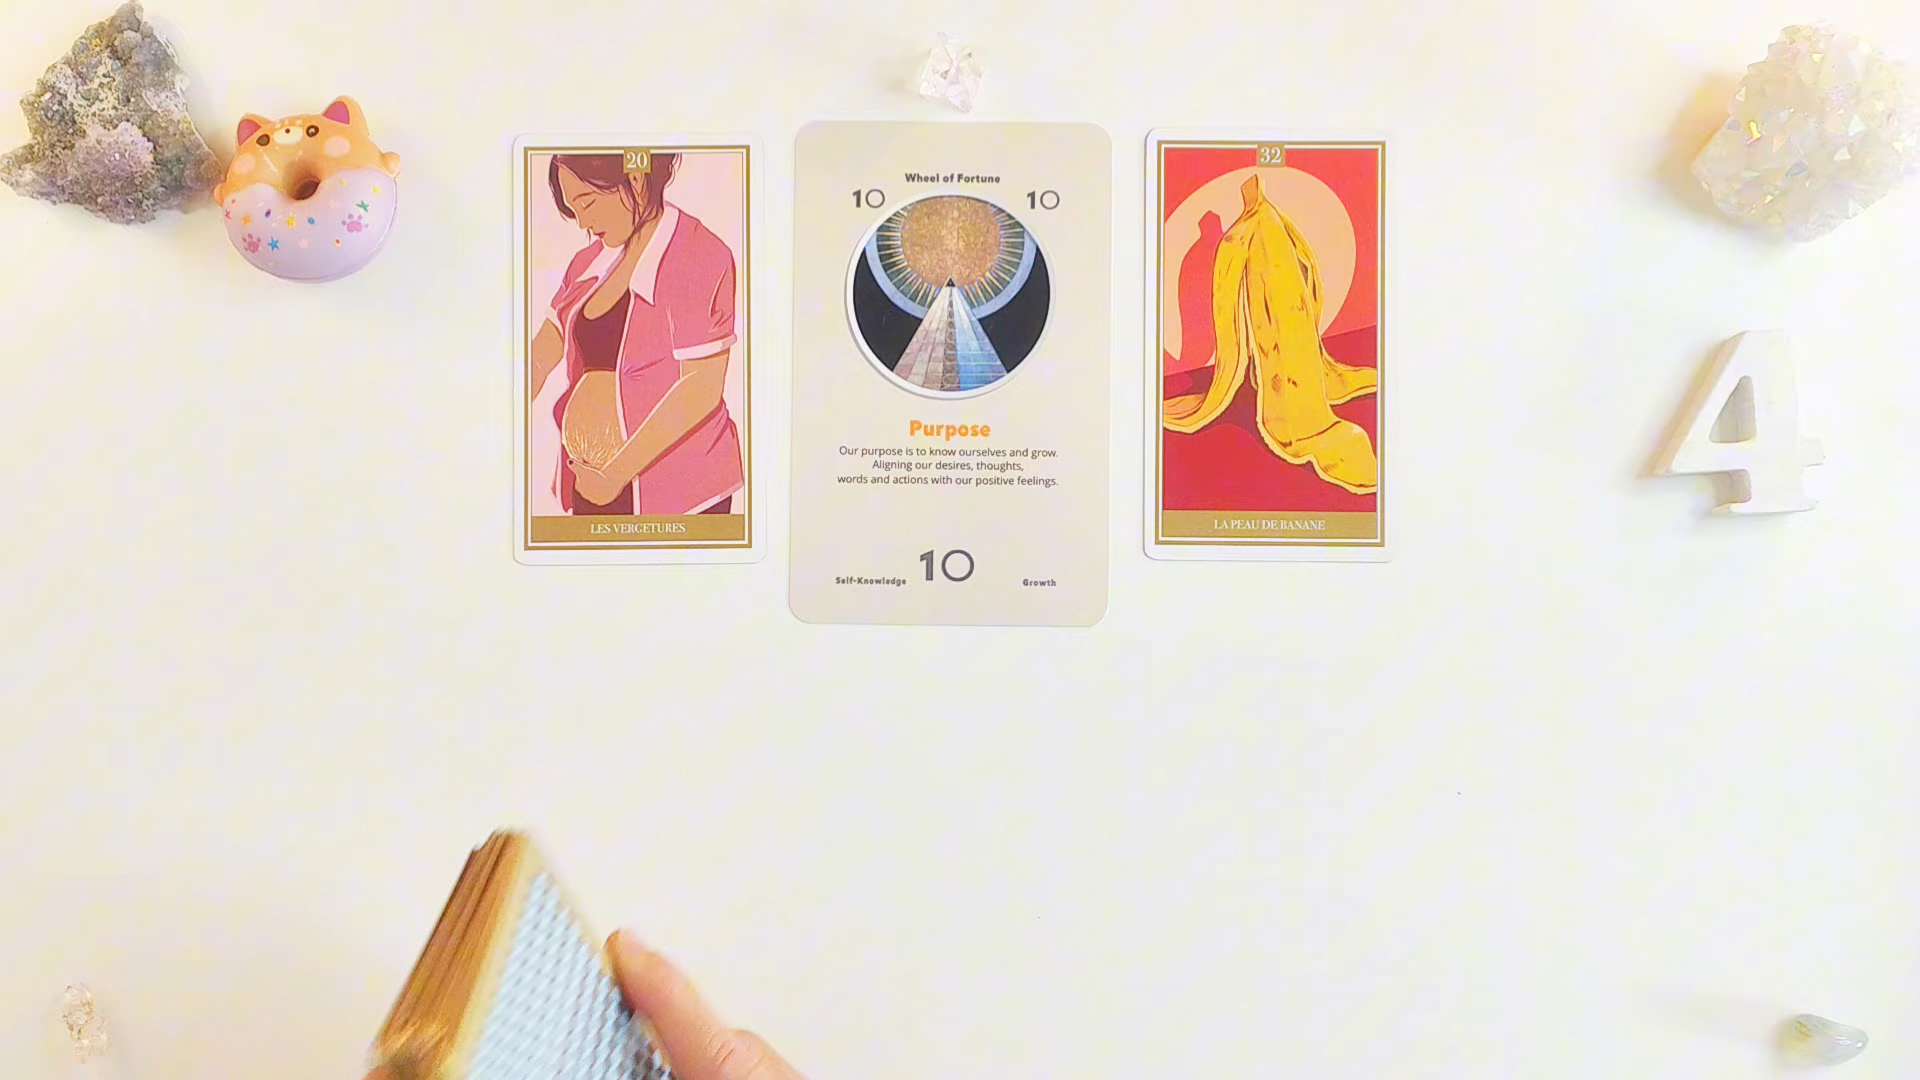 20
LES VERGETURES
Wheel of Fortune
10 10
Purpose
Our purpose is to know ourselves and grow.
Aligning our desires, thoughts,
words and actions with our positive feelings.
10
Self-Knowledge Growth
32
LA PEAU DE BANANE
4